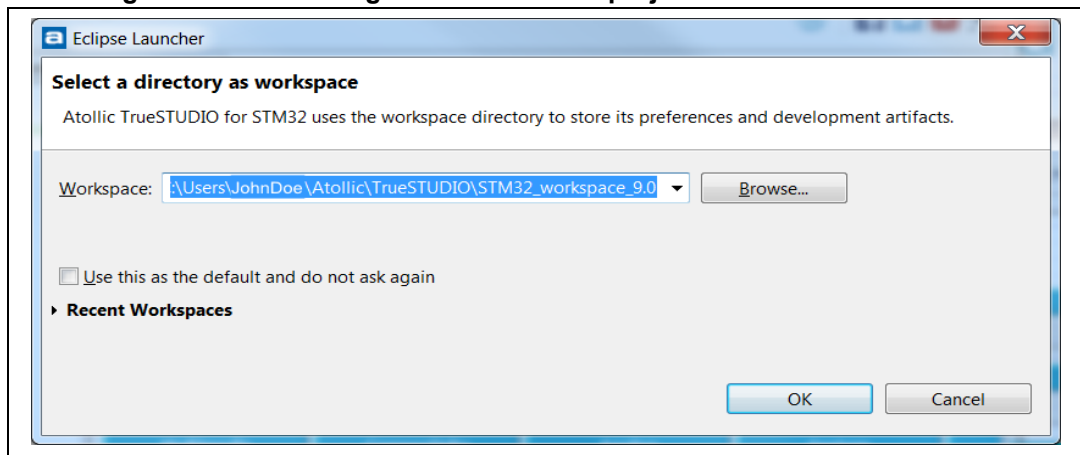 Eclipse Launcher
Select a directory as workspace
Atollic TrueSTUDIO for STM32 uses the workspace directory to store its preferences and development artifacts.
Workspace: :\Users\JohnDoe\Atollic\TrueSTUDIO\STM32_workspace_9.0 Browse...
Use this as the default and do not ask again
Recent Workspaces
OK Cancel